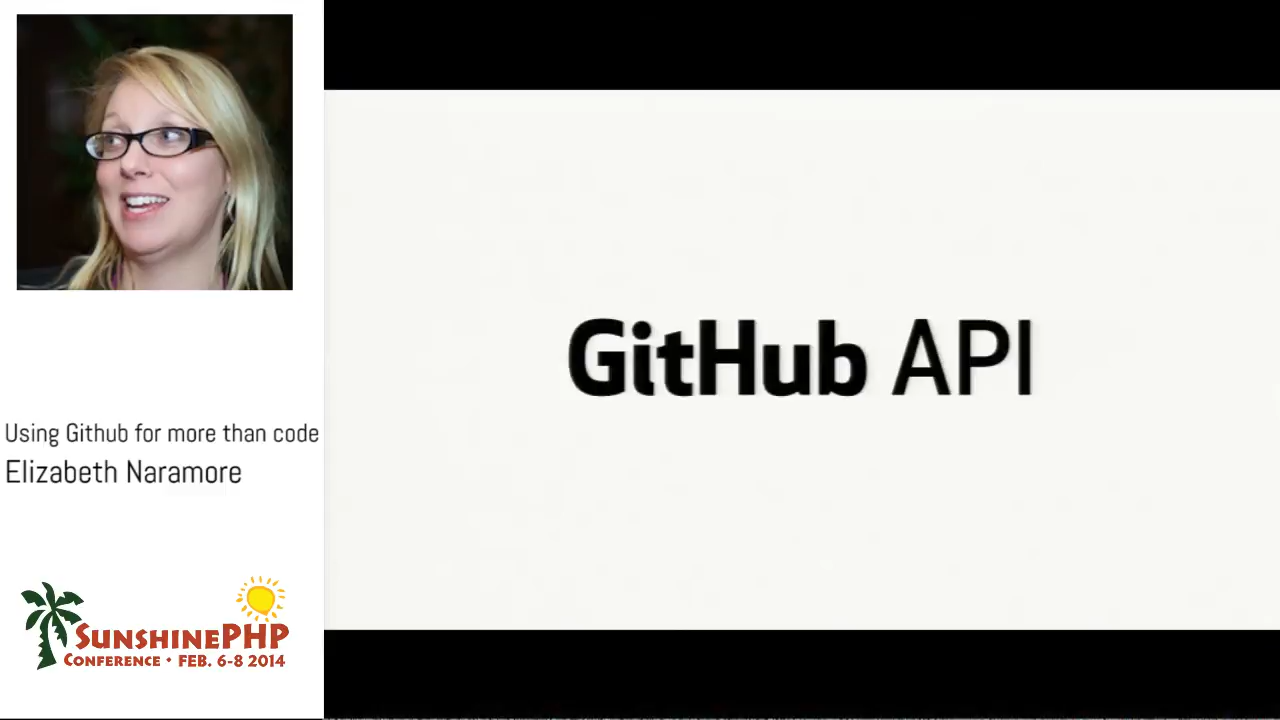 Using Github for more than code
Elizabeth Naramore
SUNSHINEPHP
CONFERENCE • FEB. 6-8 2014
GitHub API